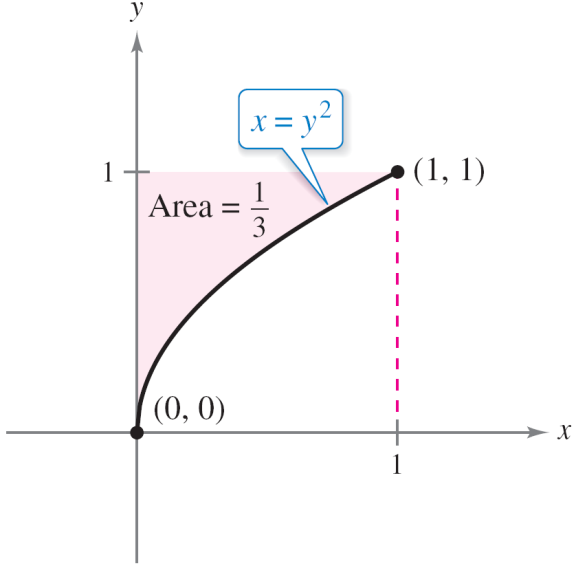 y
x = y²
1
(1, 1)
Area = 1/3
(0, 0)
x
1